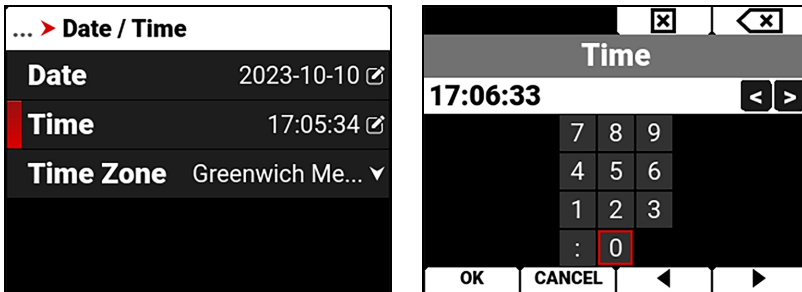 ... > Date / Time
Date 2023-10-10
Time 17:05:34
Time Zone Greenwich Me...
Time
17:06:33 < >
7 8 9
4 5 6
1 2 3
: 0
OK CANCEL